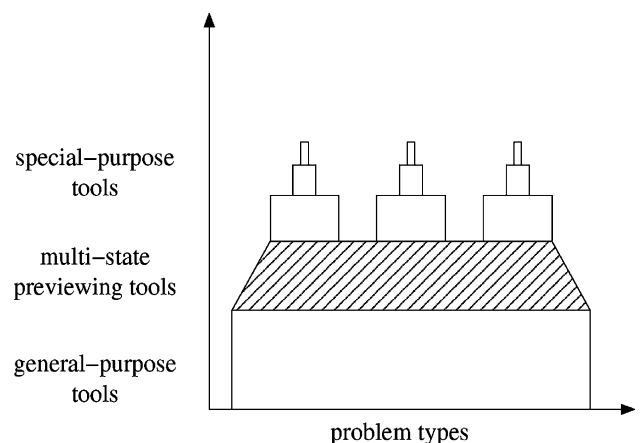 special−purpose
tools
multi−state
previewing tools
general−purpose
tools
problem types